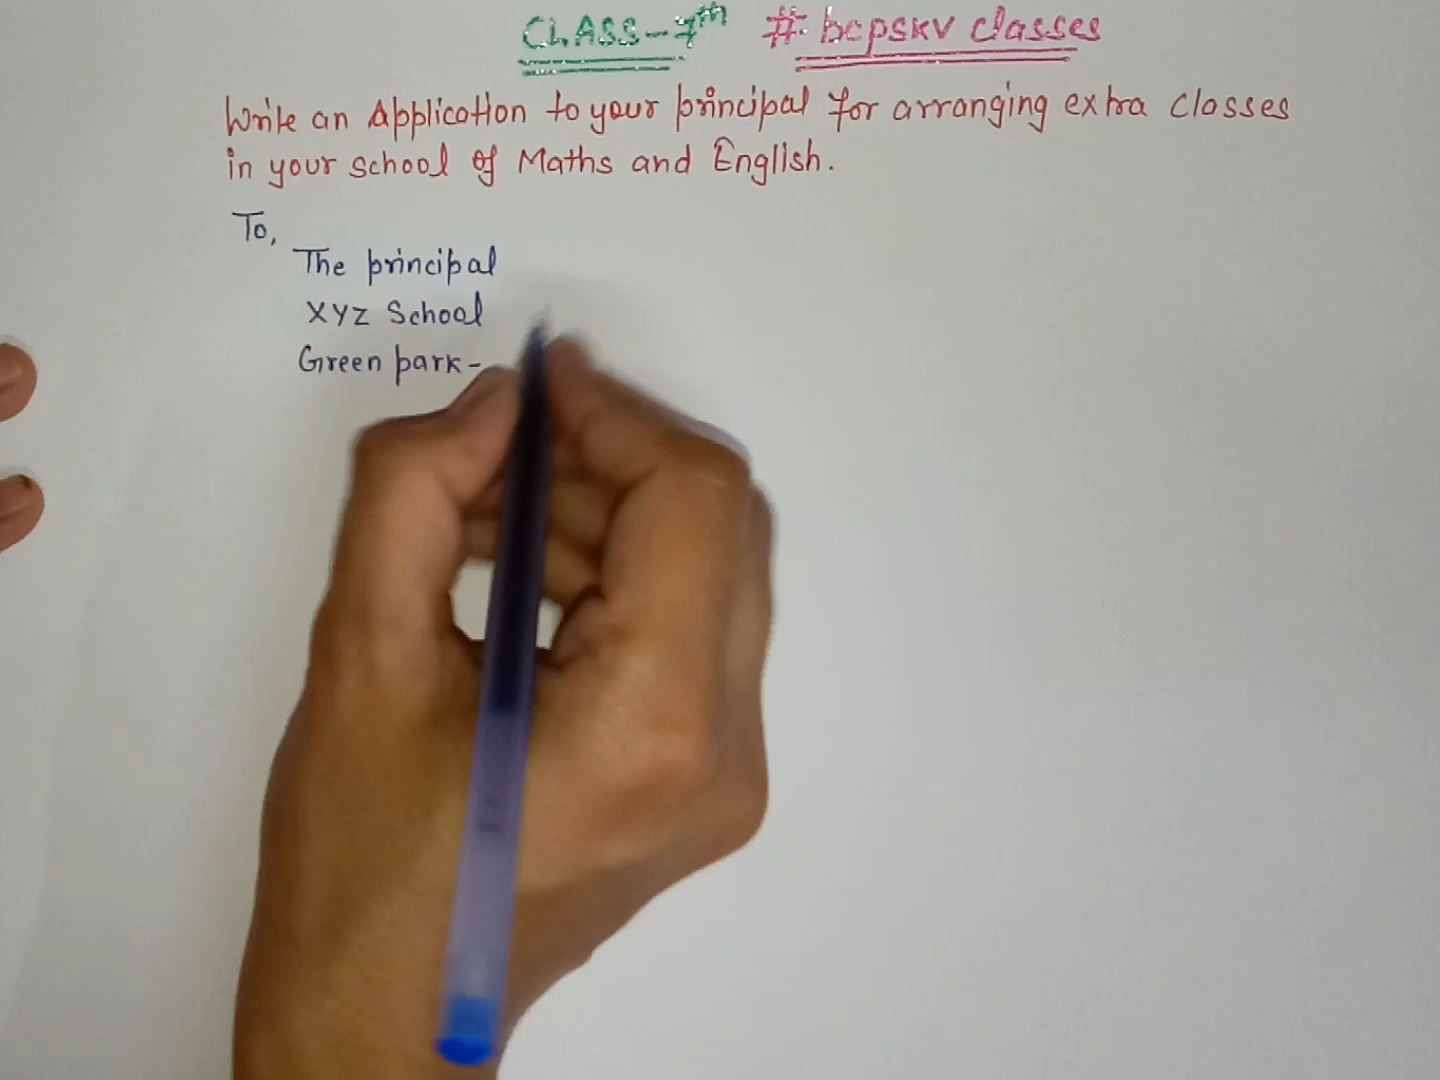 CLASS-7th # bcpskv classes
Write an Application to your principal for arranging extra classes
in your school of Maths and English.
To,
The principal
XYZ School
Green park-